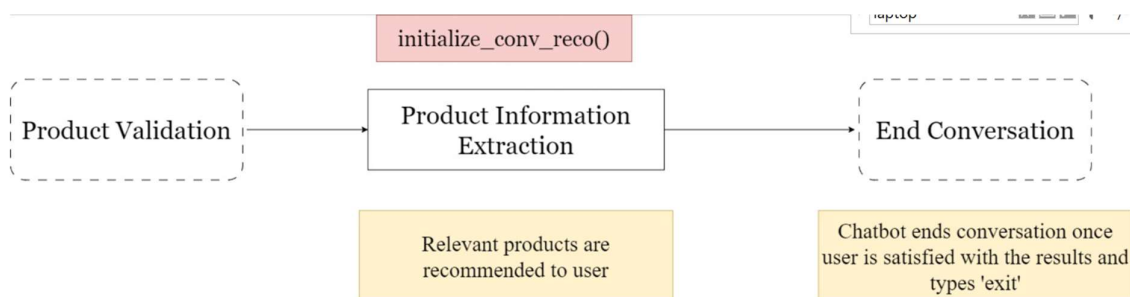 laptop
initialize_conv_reco()
Product Validation
Product Information
Extraction
End Conversation
Relevant products are
recommended to user
Chatbot ends conversation once
user is satisfied with the results and
types 'exit'